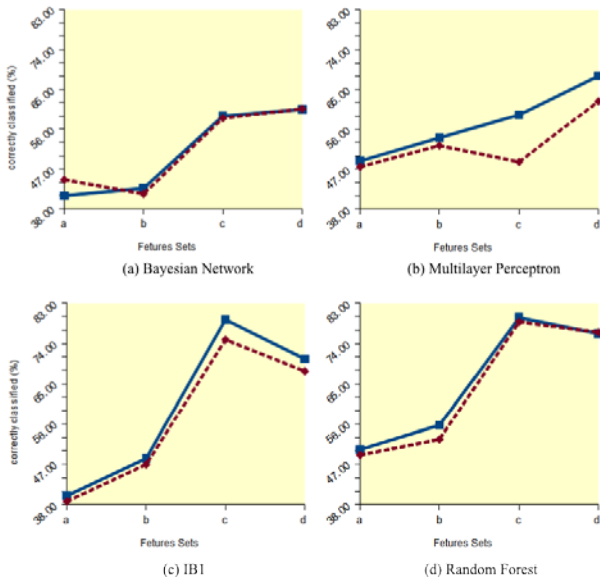 83.00
74.00
65.00
56.00
47.00
38.00
correctly classified (%)
a b c d
Fetures Sets
(a) Bayesian Network
83.00
74.00
65.00
56.00
47.00
38.00
a b c d
Fetures Sets
(b) Multilayer Perceptron
83.00
74.00
65.00
56.00
47.00
38.00
correctly classified (%)
a b c d
Fetures Sets
(c) IB1
83.00
74.00
65.00
56.00
47.00
38.00
a b c d
Fetures Sets
(d) Random Forest